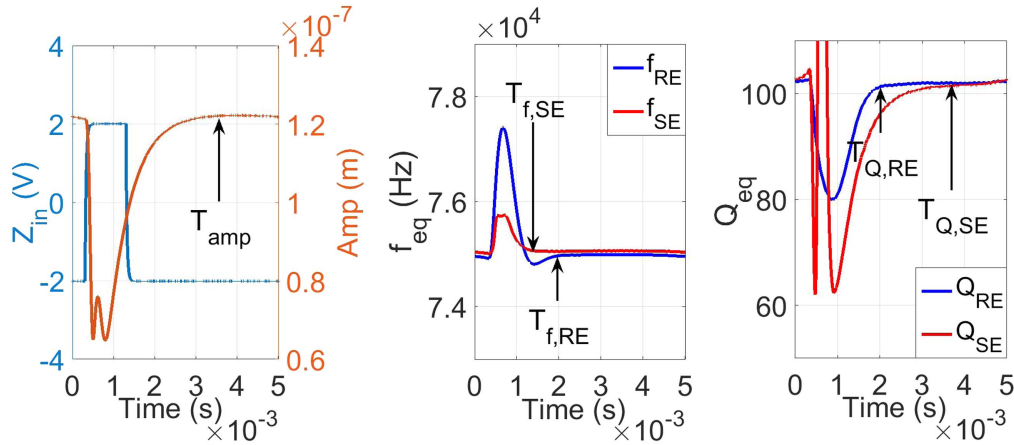 ×10^-7
4
2
0
-2
-4
Z_in (V)
1.4
1.2
1
0.8
0.6
Amp (m)
T_amp
0 1 2 3 4 5
Time (s) ×10^-3
×10^4
7.8
7.6
7.4
f_eq (Hz)
f_RE
f_SE
T_f,SE
T_f,RE
0 1 2 3 4 5
Time (s) ×10^-3
100
80
60
Q_eq
T_Q,RE
T_Q,SE
Q_RE
Q_SE
0 1 2 3 4 5
Time (s) ×10^-3